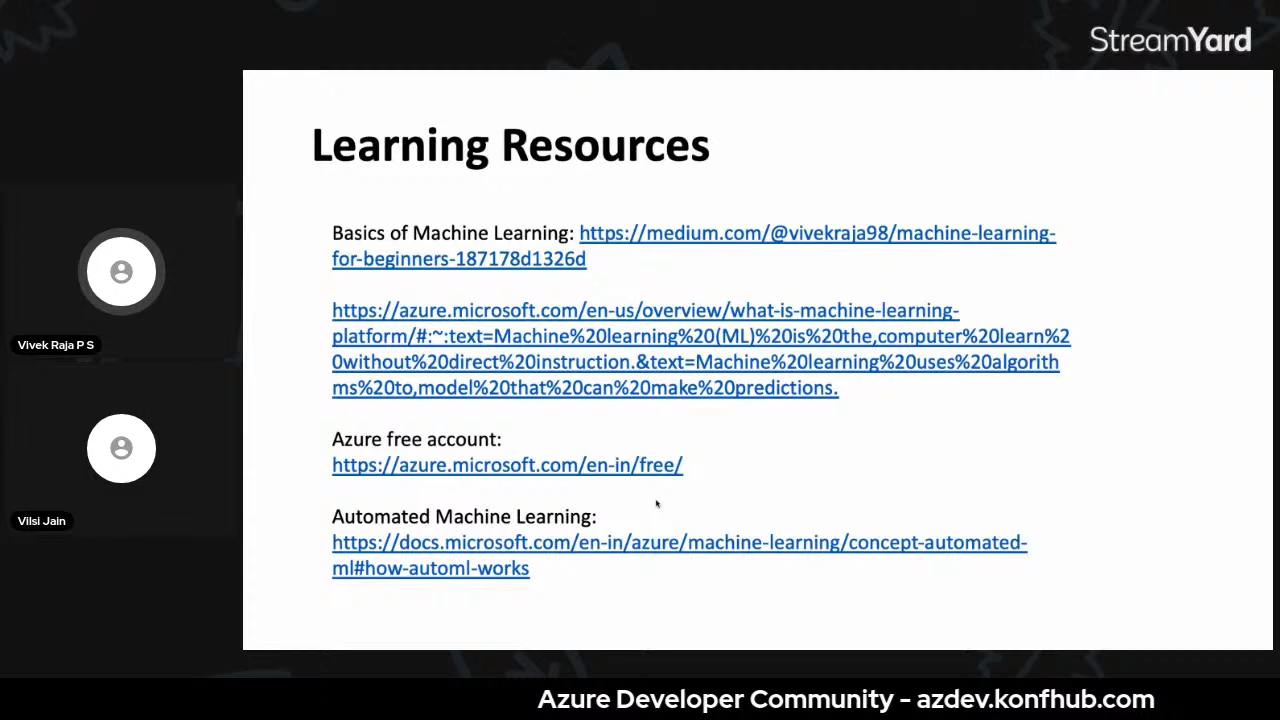 StreamYard
Learning Resources
Basics of Machine Learning: https://medium.com/@vivekraja98/machine-learning-
for-beginners-187178d1326d
https://azure.microsoft.com/en-us/overview/what-is-machine-learning-
platform/#:~:text=Machine%20learning%20(ML)%20is%20the,computer%20learn%2
0without%20direct%20instruction.&text=Machine%20learning%20uses%20algorith
ms%20to,model%20that%20can%20make%20predictions.
Azure free account:
https://azure.microsoft.com/en-in/free/
Automated Machine Learning:
https://docs.microsoft.com/en-in/azure/machine-learning/concept-automated-
ml#how-automl-works
Vivek Raja P S
Vilsi Jain
Azure Developer Community - azdev.konfhub.com